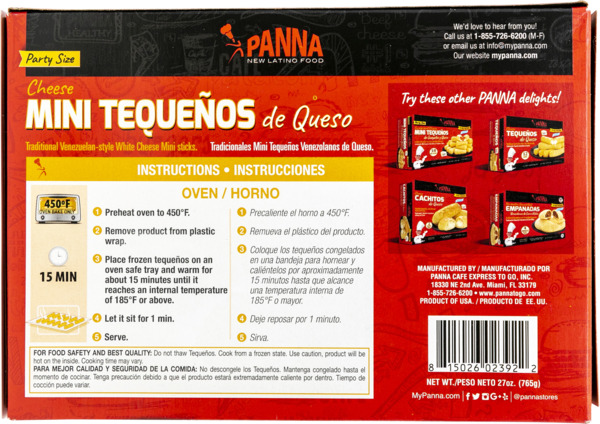 We'd love to hear from you!
Call us at 1-855-726-6200 (M-F)
or email us at info@mypanna.com
Our website mypanna.com
PANNA
NEW LATINO FOOD
Party Size
Cheese
MINI TEQUEÑOS de Queso
Traditional Venezuelan-style White Cheese Mini sticks. Tradicionales Mini Tequeños Venezolanos de Queso.
INSTRUCTIONS • INSTRUCCIONES
OVEN / HORNO
450°F
OVEN BAKE ONLY
15 MIN
1 Preheat oven to 450°F.
2 Remove product from plastic
wrap.
3 Place frozen tequeños on an
oven safe tray and warm for
about 15 minutes until it
reaches an internal temperature
of 185°F or above.
4 Let it sit for 1 min.
5 Serve.
1 Precaliente el horno a 450°F.
2 Remueva el plástico del producto.
3 Coloque los tequeños congelados
en una bandeja para hornear y
caliéntelos por aproximadamente
15 minutos hasta que alcance
una temperatura interna de
185°F o mayor.
4 Deje reposar por 1 minuto.
5 Sirva.
FOR FOOD SAFETY AND BEST QUALITY: Do not thaw Tequeños. Cook from a frozen state. Use caution, product will be
hot on the inside. Cooking time may vary.
PARA MEJOR CALIDAD Y SEGURIDAD DE LA COMIDA: No descongele los Tequeños. Mantenga congelado hasta el
momento de cocinar. Tenga precaución debido a que el producto estará extremadamente caliente por dentro. Tiempo de
cocción puede variar.
Try these other PANNA delights!
MINI TEQUEÑOS
TEQUEÑOS
de Queso
CACHITOS
de Queso
EMPANADAS
MANUFACTURED BY / MANUFACTURADO POR
PANNA CAFE EXPRESS TO GO, INC.
18330 NE 2nd Ave. Miami, FL 33179
1-855-726-6200 • www.pannatogo.com
PRODUCT OF USA. / PRODUCTO DE EE. UU.
8 15026 02392 2
NET WT./PESO NETO 27oz. (765g)
MyPanna.com | @pannastores